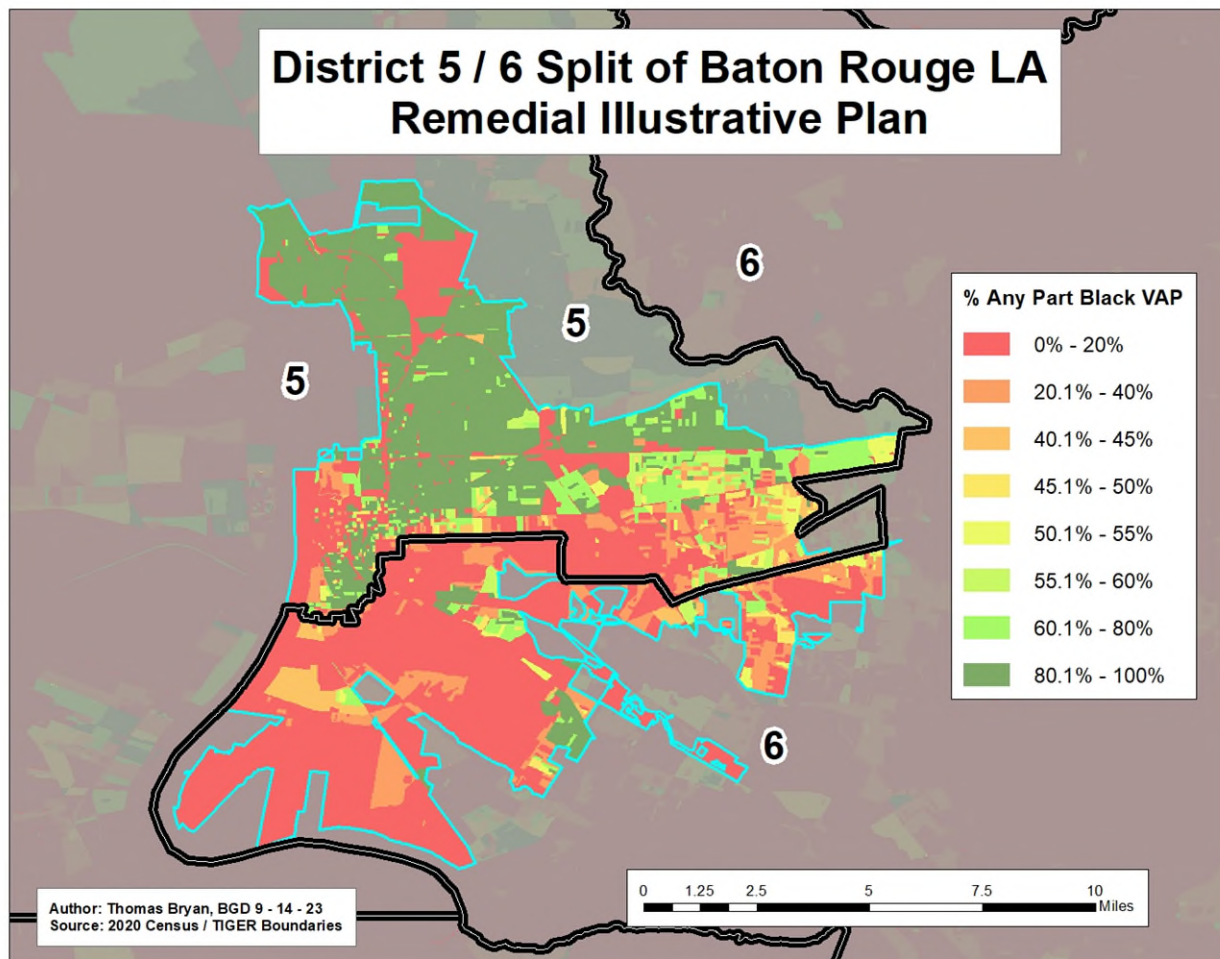 District 5 / 6 Split of Baton Rouge LA
Remedial Illustrative Plan
6
5
5
% Any Part Black VAP
0% - 20%
20.1% - 40%
40.1% - 45%
45.1% - 50%
50.1% - 55%
55.1% - 60%
60.1% - 80%
80.1% - 100%
6
0 1.25 2.5 5 7.5 10
Miles
Author: Thomas Bryan, BGD 9 - 14 - 23
Source: 2020 Census / TIGER Boundaries